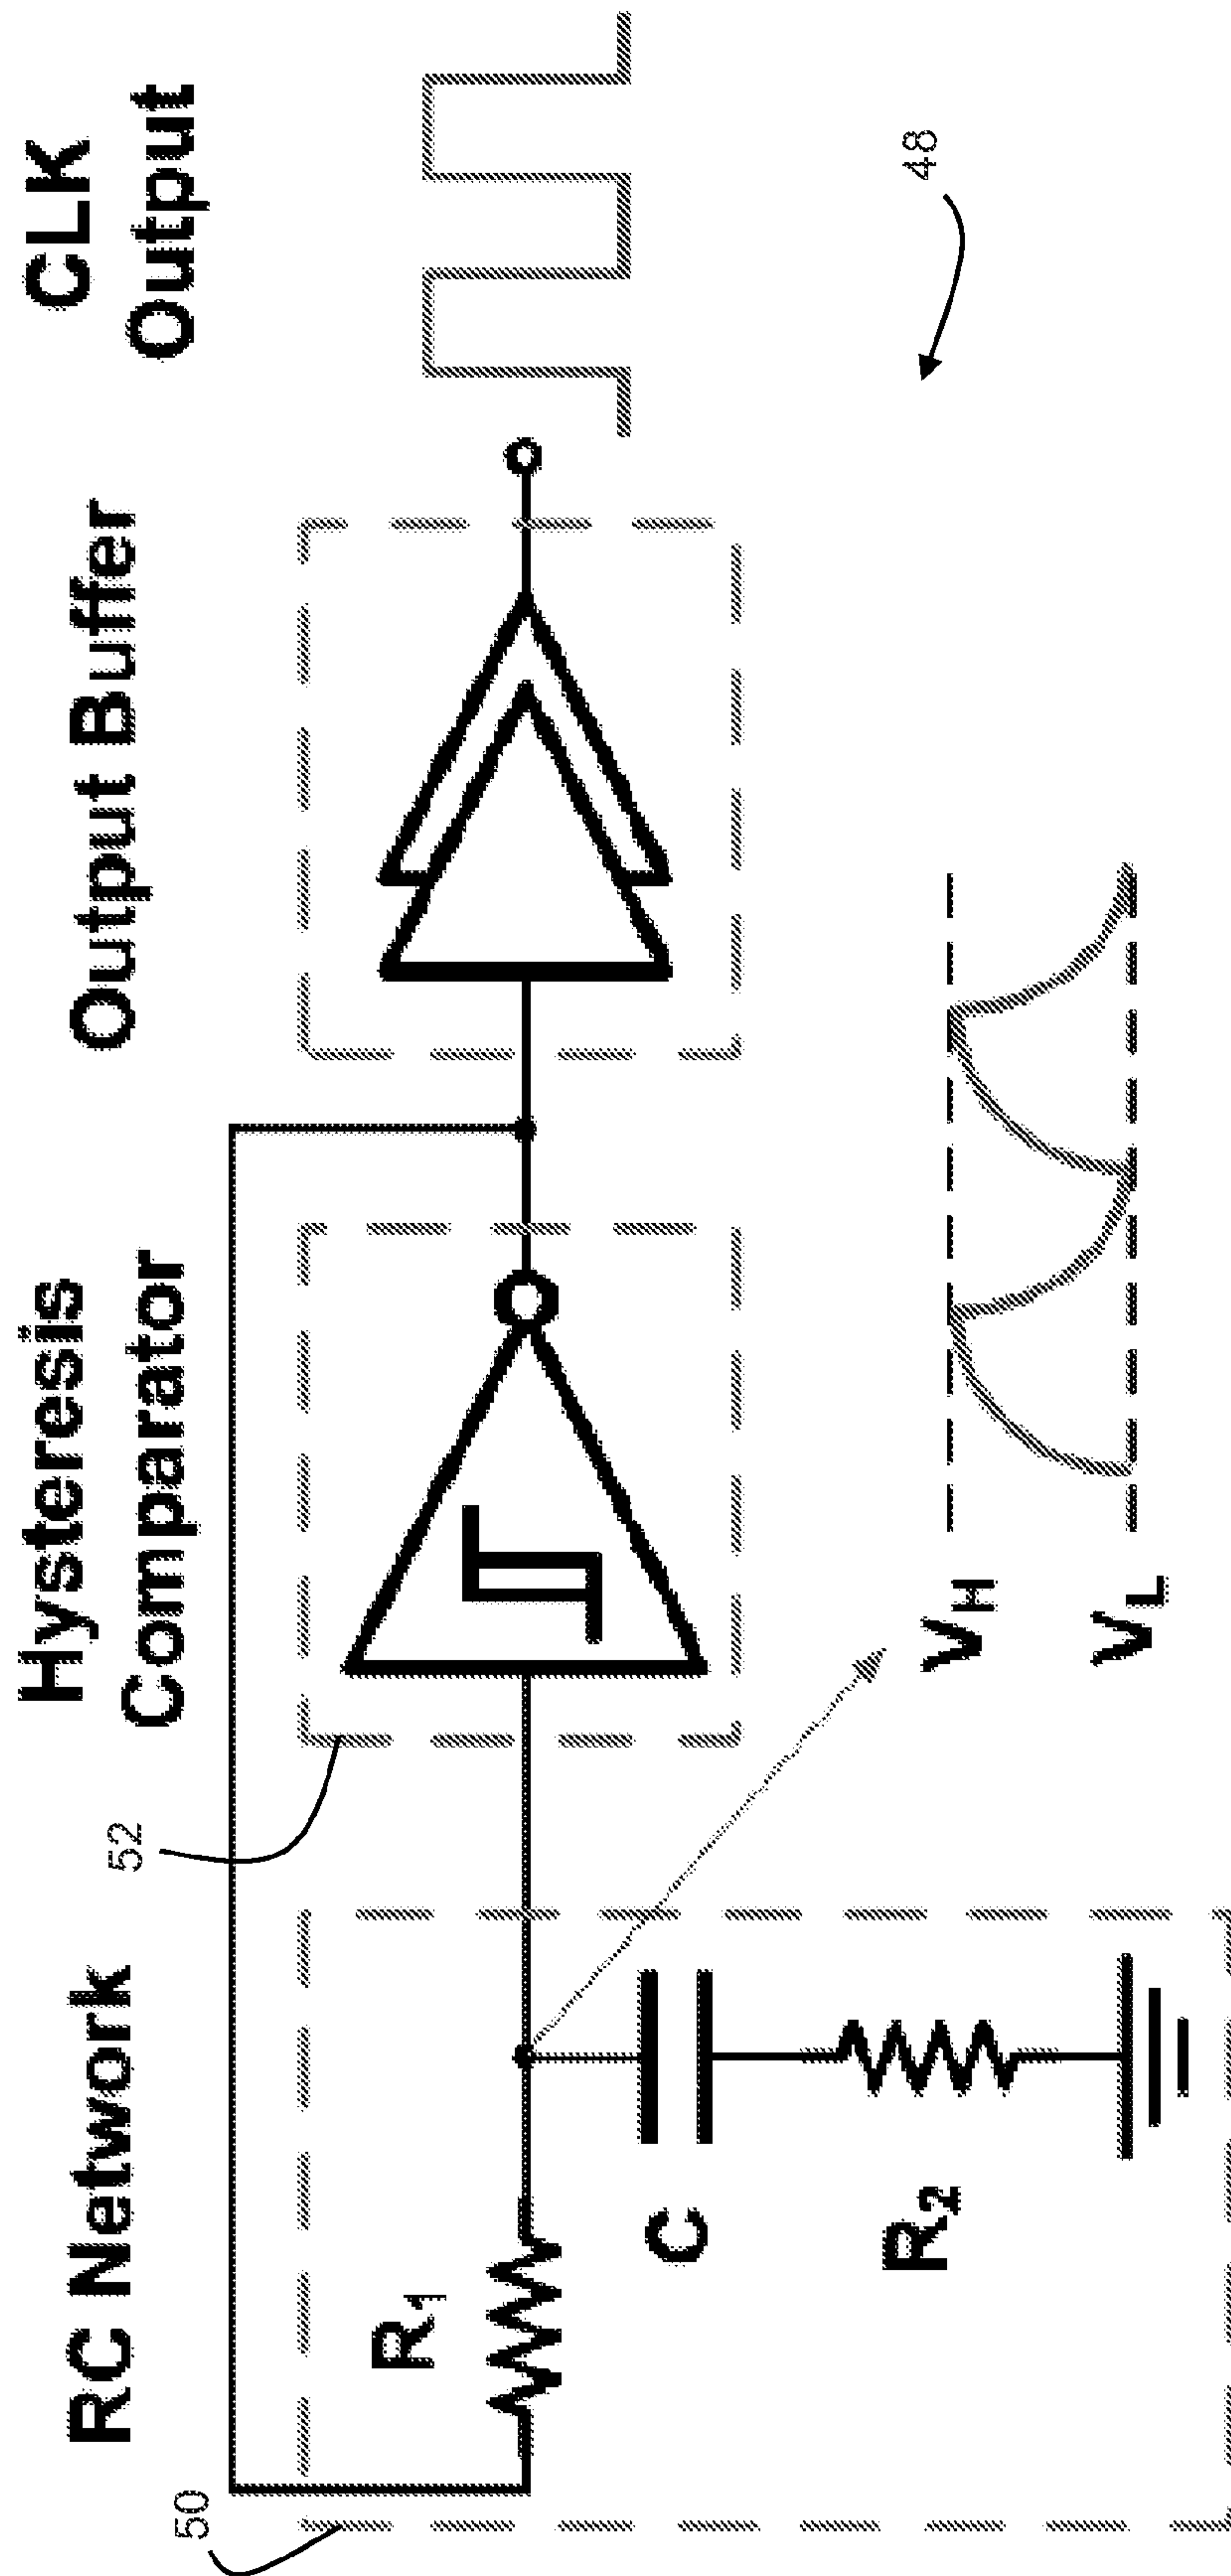 RC Network
Hysteresis
Comparator
Output Buffer
CLK
Output
50
52
R1
C
R2
VH
VL
48